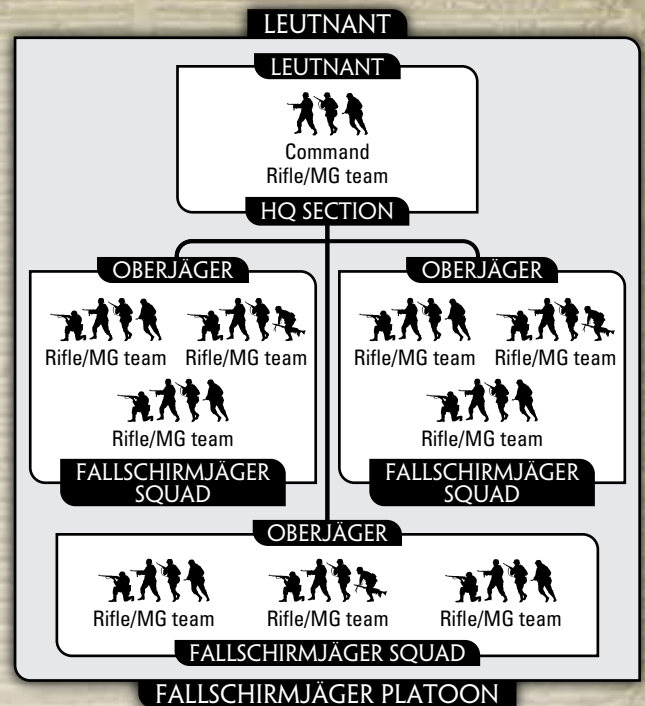 LEUTNANT
LEUTNANT
Command
Rifle/MG team
HQ SECTION
OBERJÄGER
Rifle/MG team Rifle/MG team
Rifle/MG team
FALLSCHIRMJÄGER
SQUAD
OBERJÄGER
Rifle/MG team Rifle/MG team
Rifle/MG team
FALLSCHIRMJÄGER
SQUAD
OBERJÄGER
Rifle/MG team Rifle/MG team Rifle/MG team
FALLSCHIRMJÄGER SQUAD
FALLSCHIRMJÄGER PLATOON